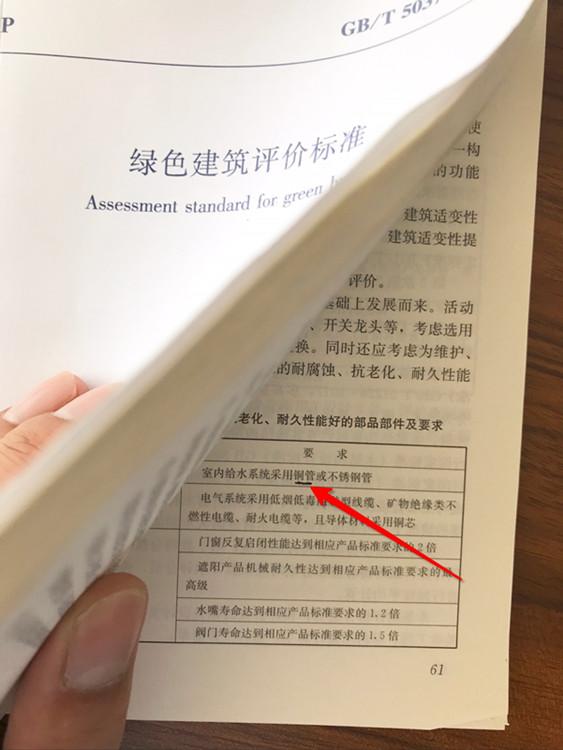 P
GB/T 5037
绿色建筑评价标准
Assessment standard for green
使
一构
的功能
建筑适变性
建筑适变性提
评价。
基础上发展而来。活动
、开关龙头等，考虑选用
换。同时还应考虑为维护、
的耐腐蚀、抗老化、耐久性能
老化、耐久性能好的部品部件及要求
要 求
室内给水系统采用铜管或不锈钢管
电气系统采用低烟低毒 型线缆、矿物绝缘类不
燃性电缆、耐火电缆等，且导体材料采用铜芯
门窗反复启闭性能达到相应产品标准要求的2倍
遮阳产品机械耐久性达到相应产品标准要求的最
高级
水嘴寿命达到相应产品标准要求的1.2倍
阀门寿命达到相应产品标准要求的1.5倍
61